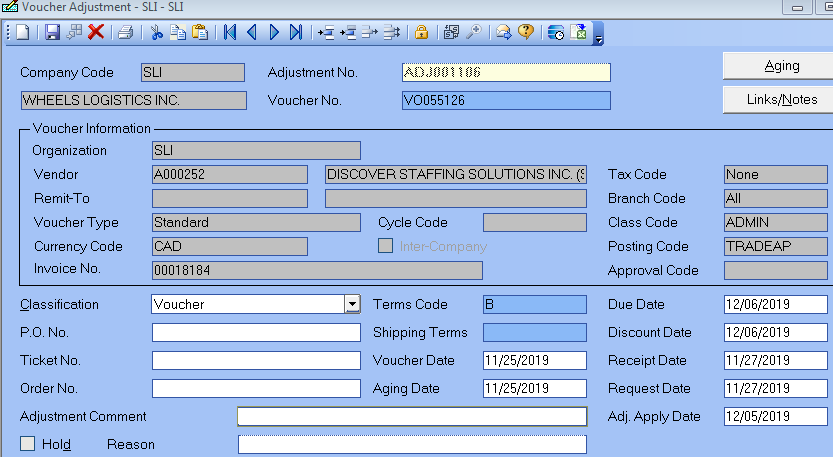 Voucher Adjustment - SLI - SLI
Company Code SLI Adjustment No. ADJ001106 Aging
WHEELS LOGISTICS INC. Voucher No. VO055126 Links/Notes
Voucher Information
Organization SLI
Vendor A000252 DISCOVER STAFFING SOLUTIONS INC. (S Tax Code None
Remit-To Branch Code All
Voucher Type Standard Cycle Code Class Code ADMIN
Currency Code CAD Inter-Company Posting Code TRADEAP
Invoice No. 00018184 Approval Code
Classification Voucher Terms Code B Due Date 12/06/2019
P.O. No. Shipping Terms Discount Date 12/06/2019
Ticket No. Voucher Date 11/25/2019 Receipt Date 11/27/2019
Order No. Aging Date 11/25/2019 Request Date 11/27/2019
Adjustment Comment Adj. Apply Date 12/05/2019
Hold Reason